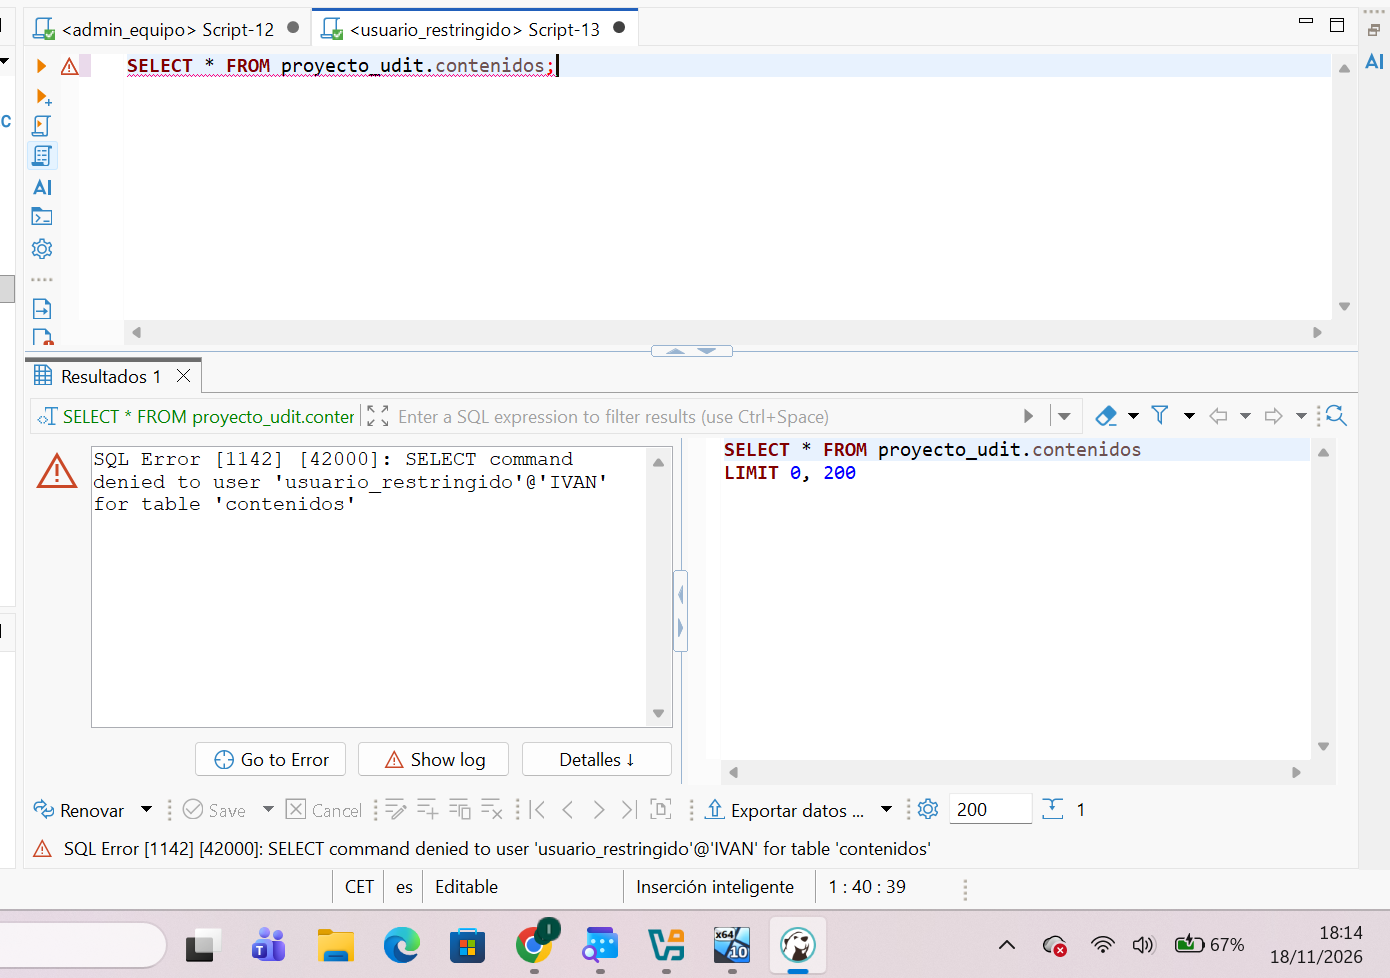 <admin_equipo> Script-12
<usuario_restringido> Script-13
AI
SELECT * FROM proyecto_udit.contenidos;
C
AI
Resultados 1
SELECT * FROM proyecto_udit.conter
Enter a SQL expression to filter results (use Ctrl+Space)
SQL Error [1142] [42000]: SELECT command
denied to user 'usuario_restringido'@'IVAN'
for table 'contenidos'
SELECT * FROM proyecto_udit.contenidos
LIMIT 0, 200
Go to Error
Show log
Detalles ↓
Renovar
Save
Cancel
Exportar datos ...
200
1
SQL Error [1142] [42000]: SELECT command denied to user 'usuario_restringido'@'IVAN' for table 'contenidos'
CET
es
Editable
Inserción inteligente
1 : 40 : 39
T
x64
10
67%
18:14
18/11/2026